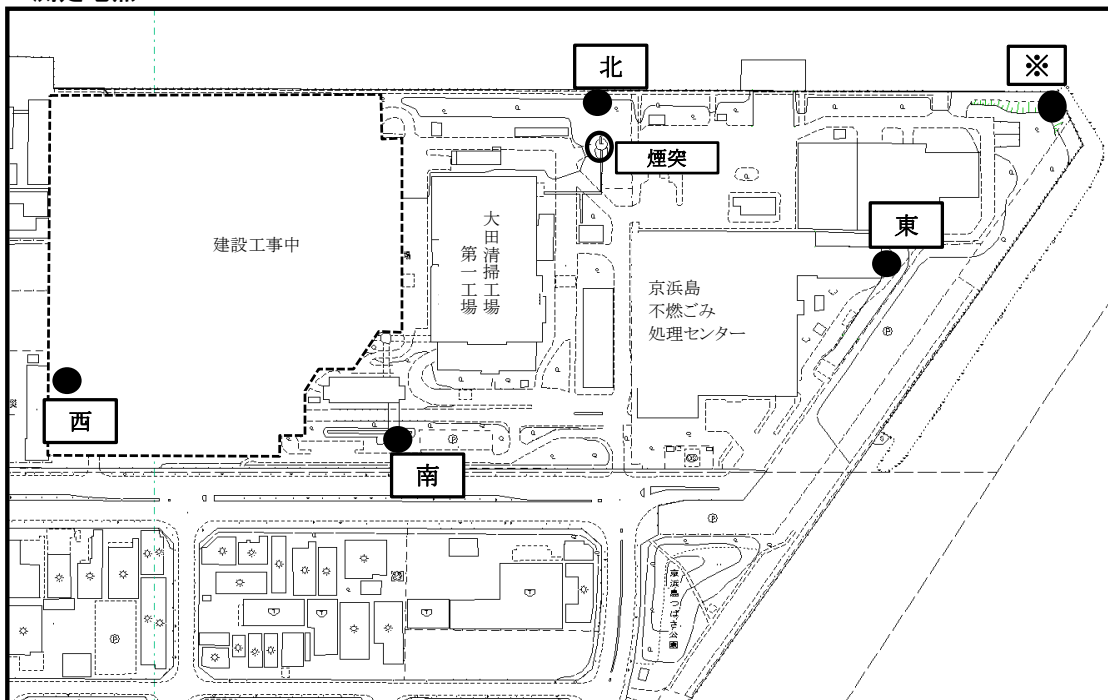 北
※
煙突
東
建設工事中
大田清掃工場
第一工場
京浜島
不燃ごみ
処理センター
西
南
京浜島つばさ公園